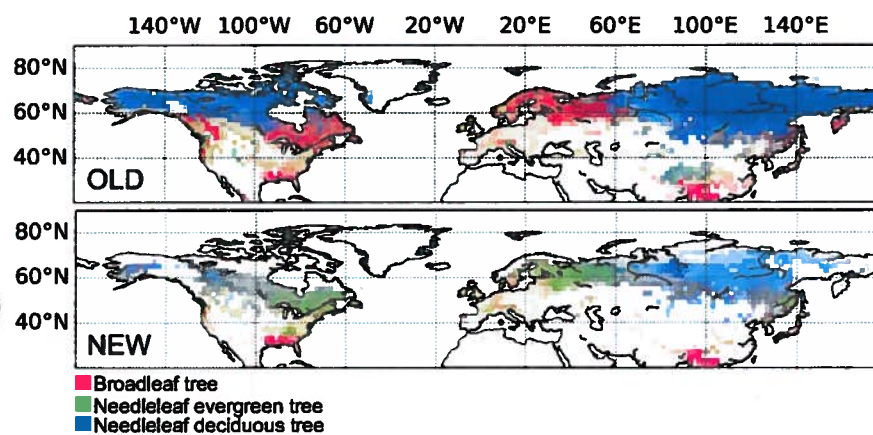 140°W 100°W 60°W 20°W 20°E 60°E 100°E 140°E
80°N
60°N
40°N
OLD
80°N
60°N
40°N
NEW
Broadleaf tree
Needleleaf evergreen tree
Needleleaf deciduous tree